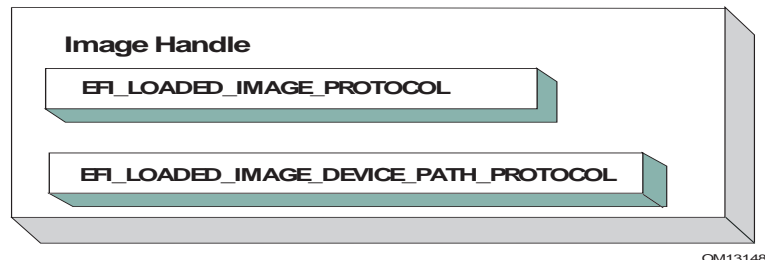 Image Handle
EFI_LOADED_IMAGE_PROTOCOL
EFI_LOADED_IMAGE_DEVICE_PATH_PROTOCOL
OM13148